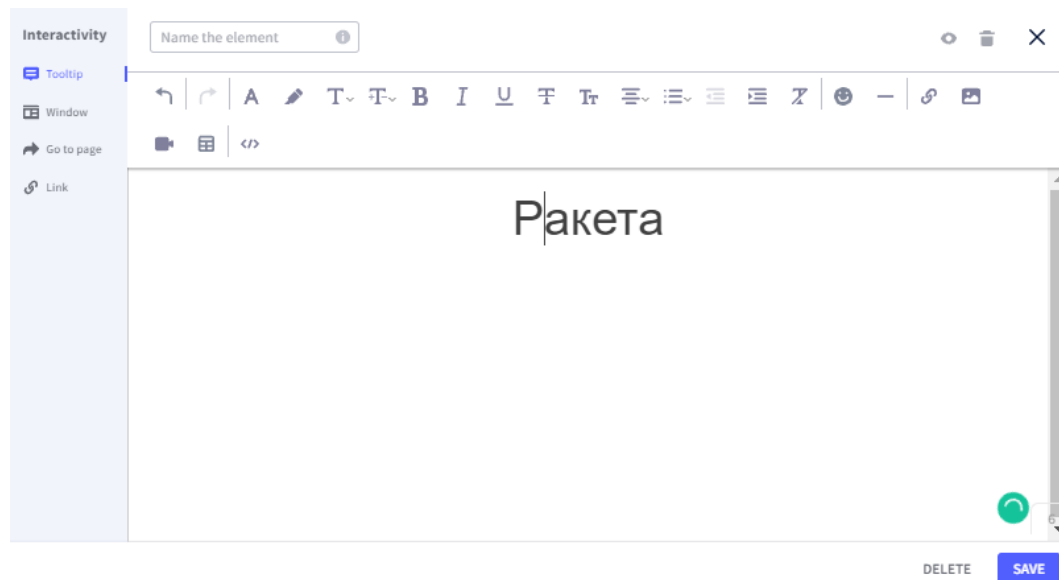 Interactivity
Name the element
Tooltip
Window
Go to page
Link
Ракета
DELETE
SAVE